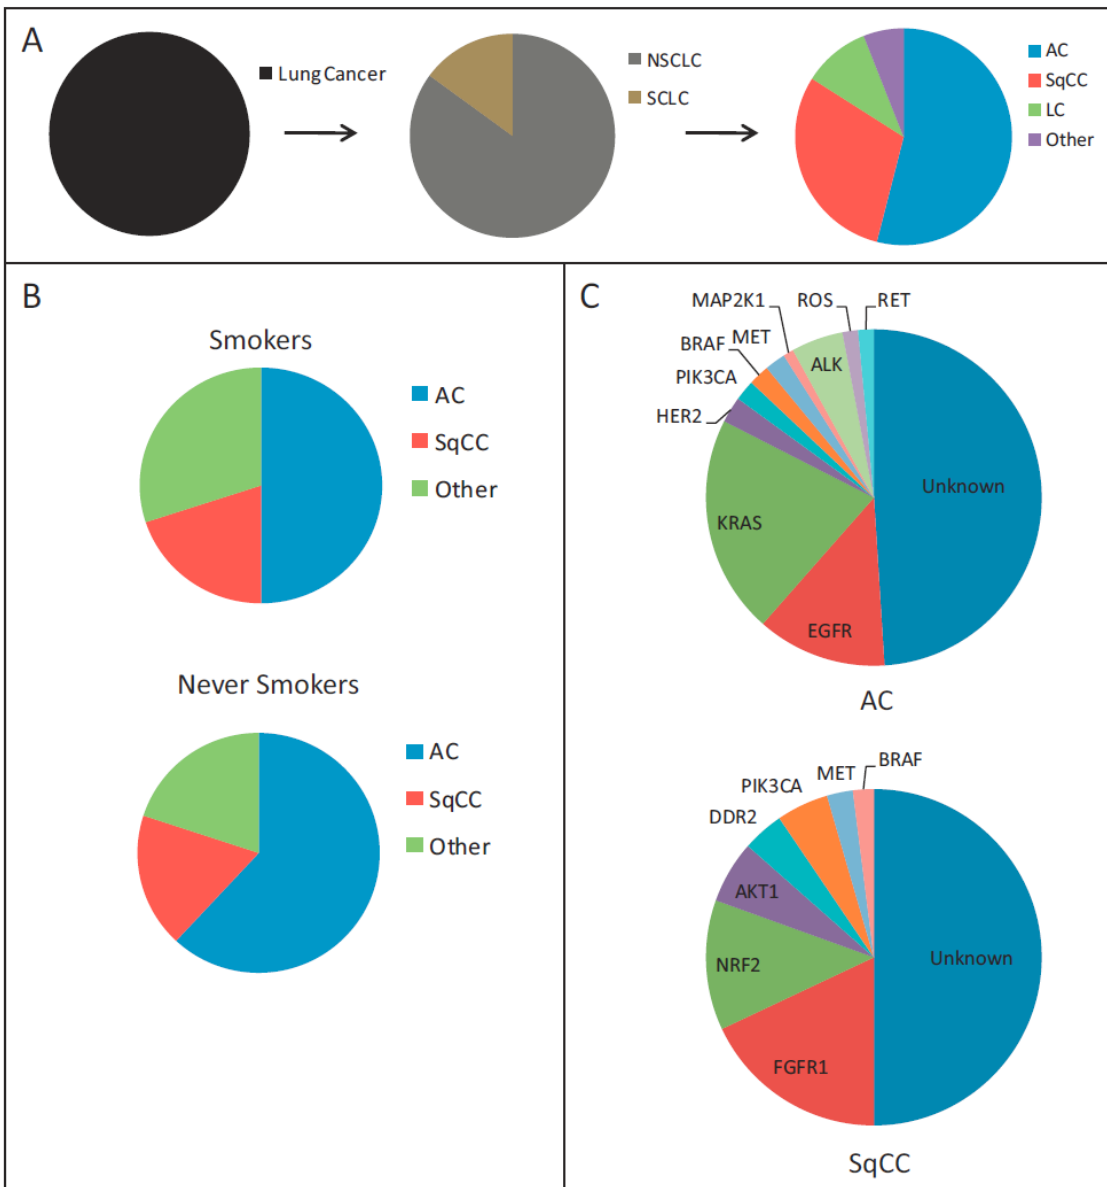 A
Lung Cancer
NSCLC
SCLC
AC
SqCC
LC
Other
B
Smokers
AC
SqCC
Other
Never Smokers
AC
SqCC
Other
C
MAP2K1
ROS
RET
BRAF
MET
ALK
PIK3CA
HER2
KRAS
Unknown
EGFR
AC
BRAF
MET
PIK3CA
DDR2
AKT1
NRF2
Unknown
FGFR1
SqCC